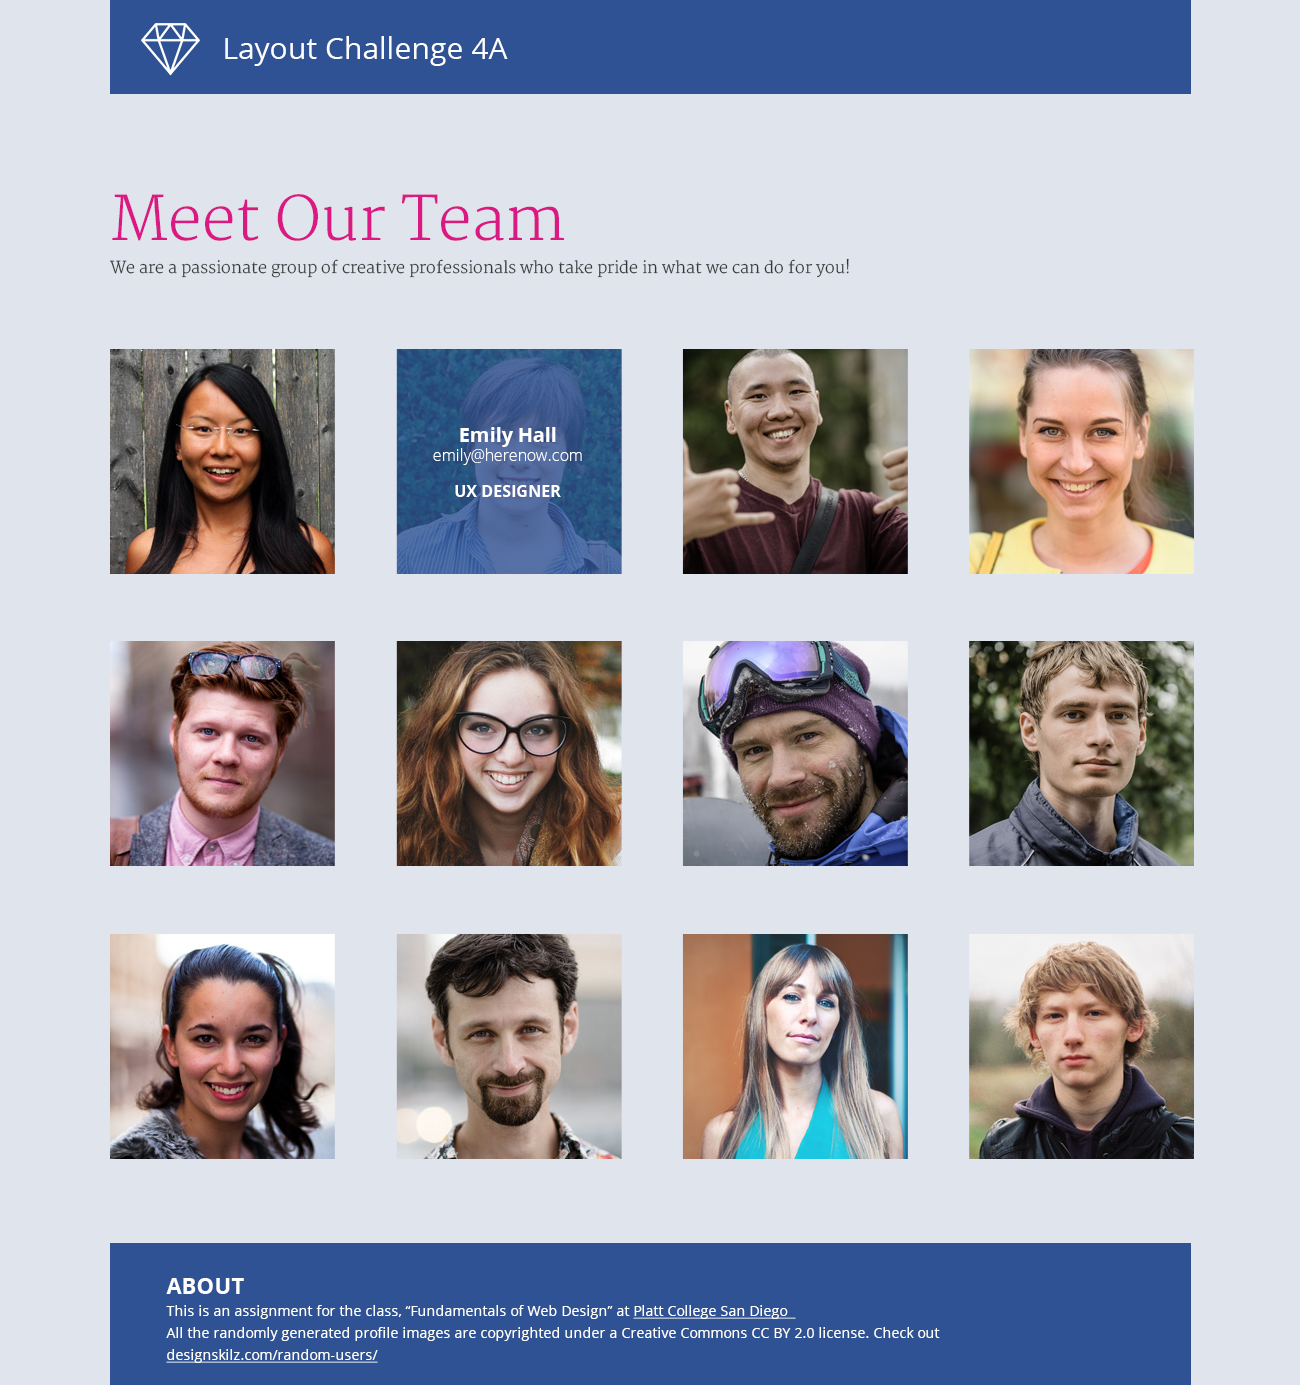 Layout Challenge 4A
Meet Our Team
We are a passionate group of creative professionals who take pride in what we can do for you!
Emily Hall
emily@herenow.com
UX DESIGNER
ABOUT
This is an assignment for the class, “Fundamentals of Web Design” at Platt College San Diego
All the randomly generated profile images are copyrighted under a Creative Commons CC BY 2.0 license. Check out
designskilz.com/random-users/